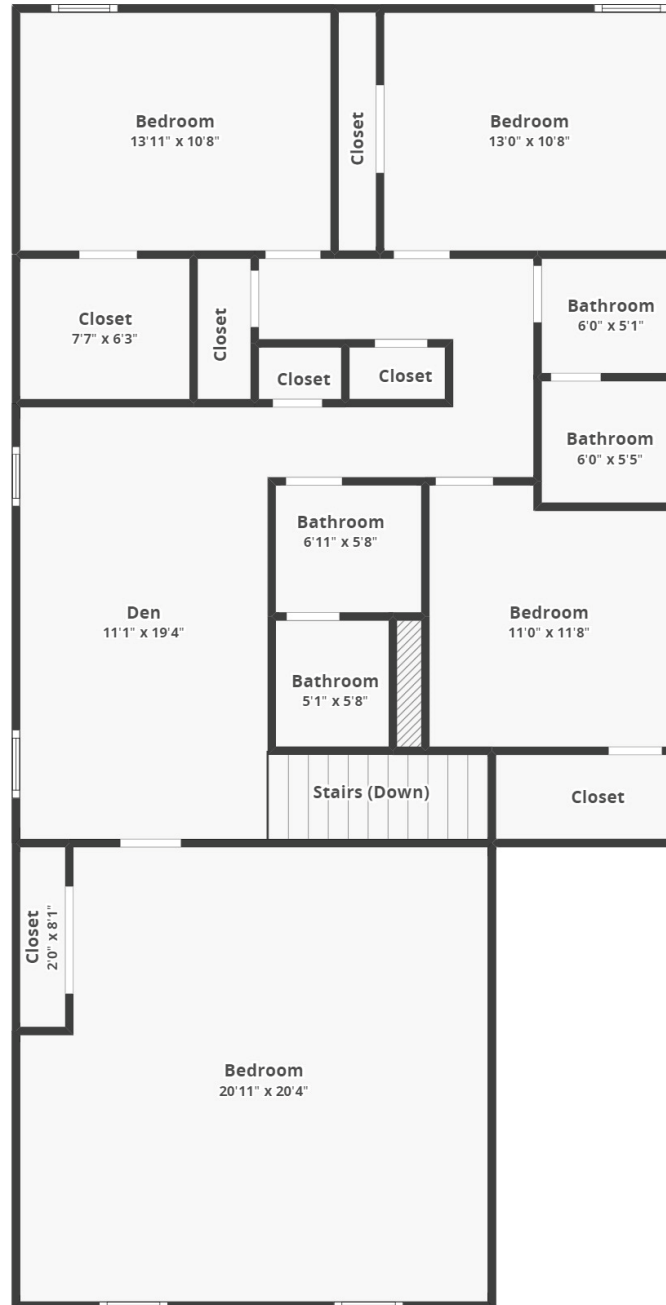 Bedroom
13'11" x 10'8"
Closet
Bedroom
13'0" x 10'8"
Closet
7'7" x 6'3"
Closet
Closet
Closet
Bathroom
6'0" x 5'1"
Bathroom
6'0" x 5'5"
Den
11'1" x 19'4"
Bathroom
6'11" x 5'8"
Bathroom
5'1" x 5'8"
Bedroom
11'0" x 11'8"
Stairs (Down)
Closet
Closet
2'0" x 8'1"
Bedroom
20'11" x 20'4"